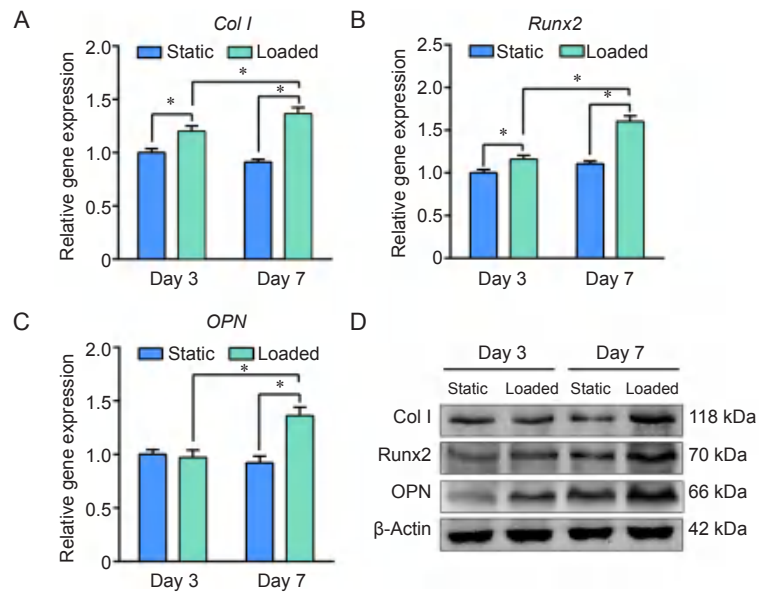 A
Col I
Relative gene expression
2.0
1.5
1.0
0.5
0
Static Loaded
*
*
*
Day 3 Day 7
B
Runx2
Relative gene expression
2.5
2.0
1.5
1.0
0.5
0
Static Loaded
*
*
*
Day 3 Day 7
C
OPN
Relative gene expression
2.0
1.5
1.0
0.5
0
Static Loaded
*
*
Day 3 Day 7
D
Day 3 Day 7
Static Loaded Static Loaded
Col I 118 kDa
Runx2 70 kDa
OPN 66 kDa
β-Actin 42 kDa